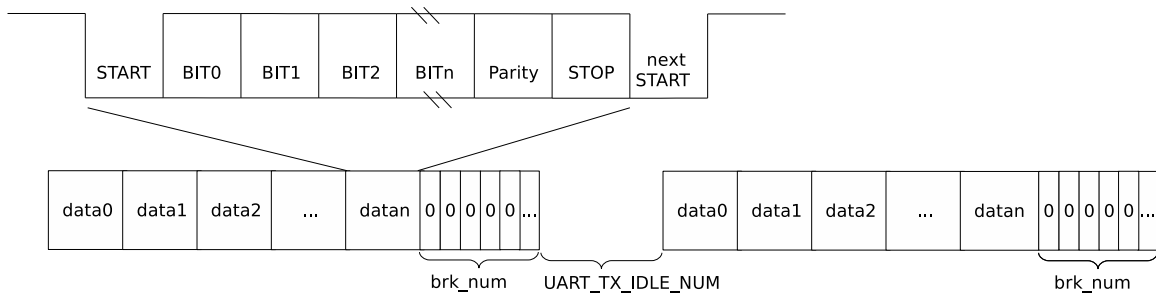 START BIT0 BIT1 BIT2 BITn Parity STOP next START
data0 data1 data2 ... datan 0 0 0 0 0 ... data0 data1 data2 ... datan 0 0 0 0 0 ...
brk_num UART_TX_IDLE_NUM brk_num